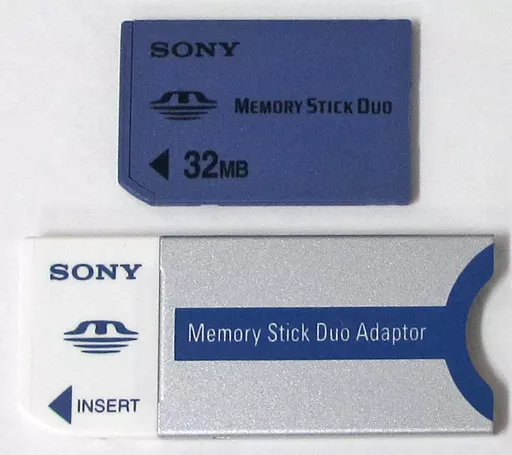 SONY
MEMORY STICK DUO
32MB
SONY
Memory Stick Duo Adaptor
INSERT